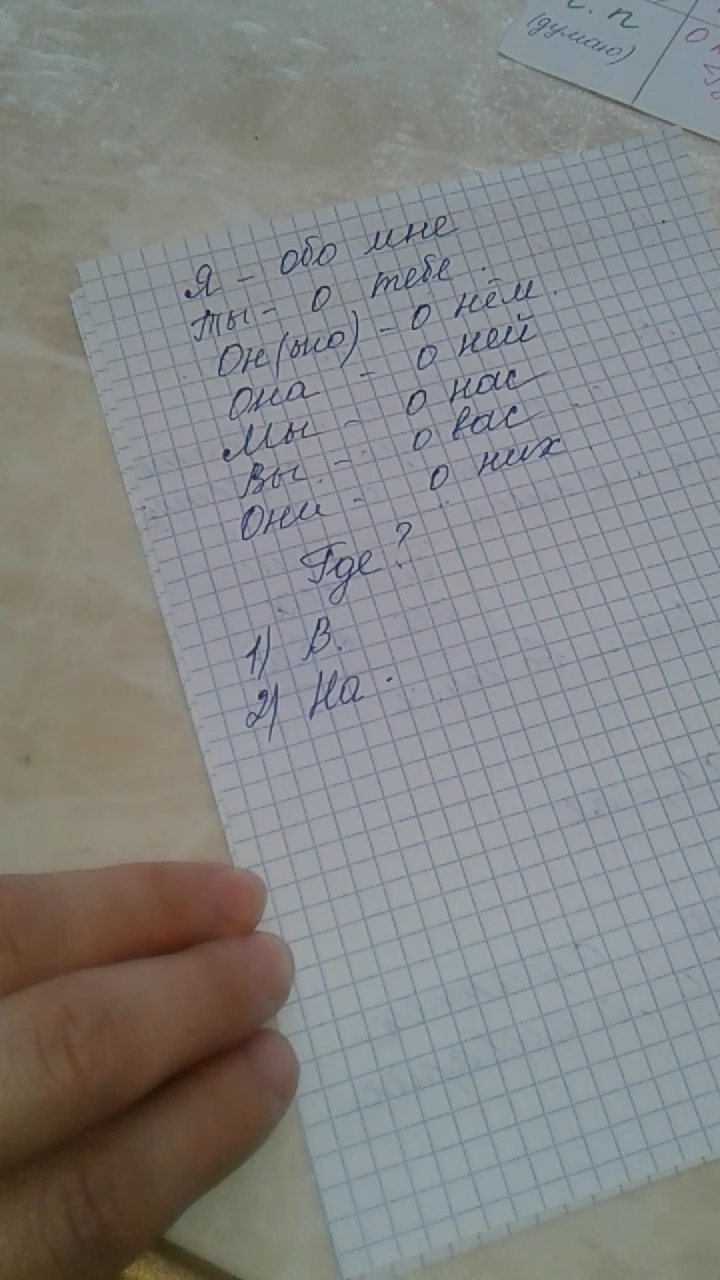 п
(думаю)
Я - обо мне
Ты - о тебе.
Он(оно) - о нём.
Она - о ней
Мы - о нас
Вы - о вас
Они - о них
Где?
1) В.
2) На.